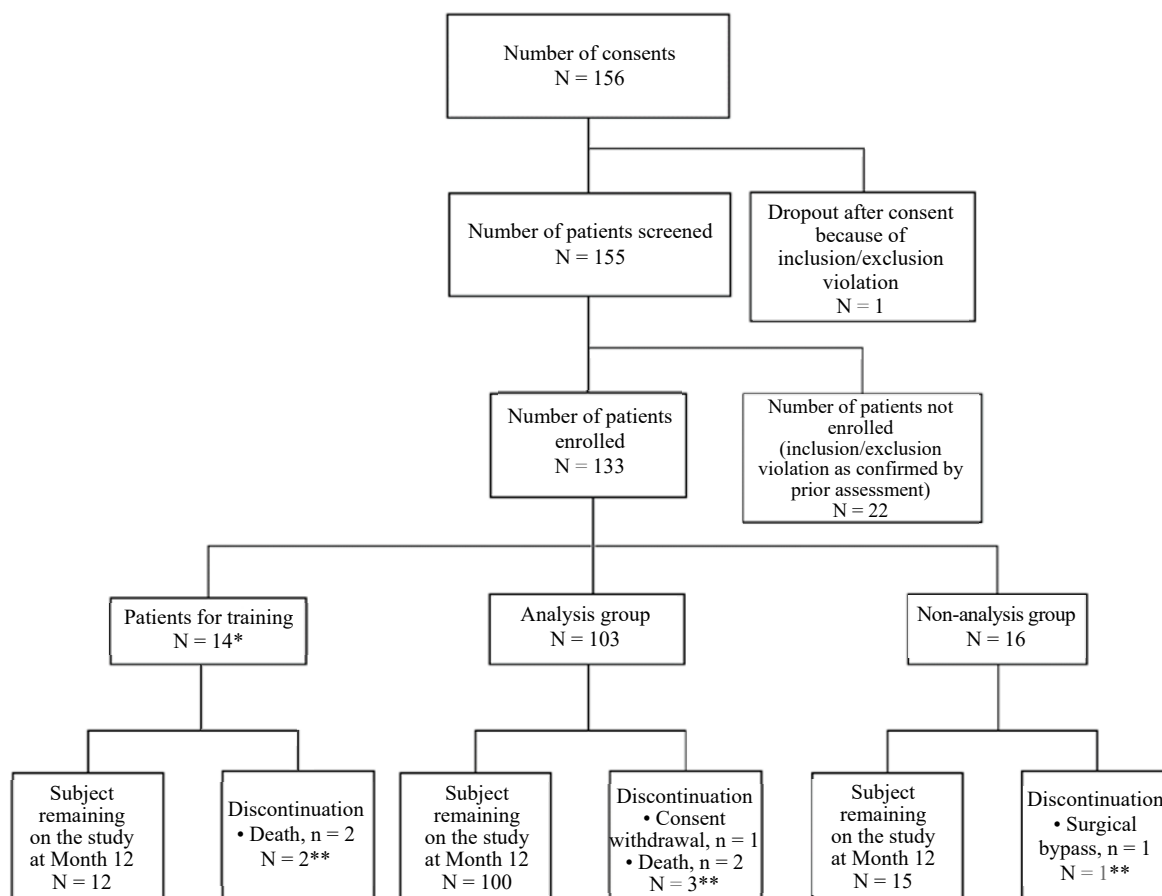 Number of consents
N = 156
Number of patients screened
N = 155
Dropout after consent
because of
inclusion/exclusion
violation
N = 1
Number of patients
enrolled
N = 133
Number of patients not
enrolled
(inclusion/exclusion
violation as confirmed by
prior assessment)
N = 22
Patients for training
N = 14*
Analysis group
N = 103
Non-analysis group
N = 16
Subject
remaining
on the study
at Month 12
N = 12
Discontinuation
• Death, n = 2
N = 2**
Subject
remaining
on the study
at Month 12
N = 100
Discontinuation
• Consent
withdrawal, n = 1
• Death, n = 2
N = 3**
Subject
remaining
on the study
at Month 12
N = 15
Discontinuation
• Surgical
bypass, n = 1
N = 1**